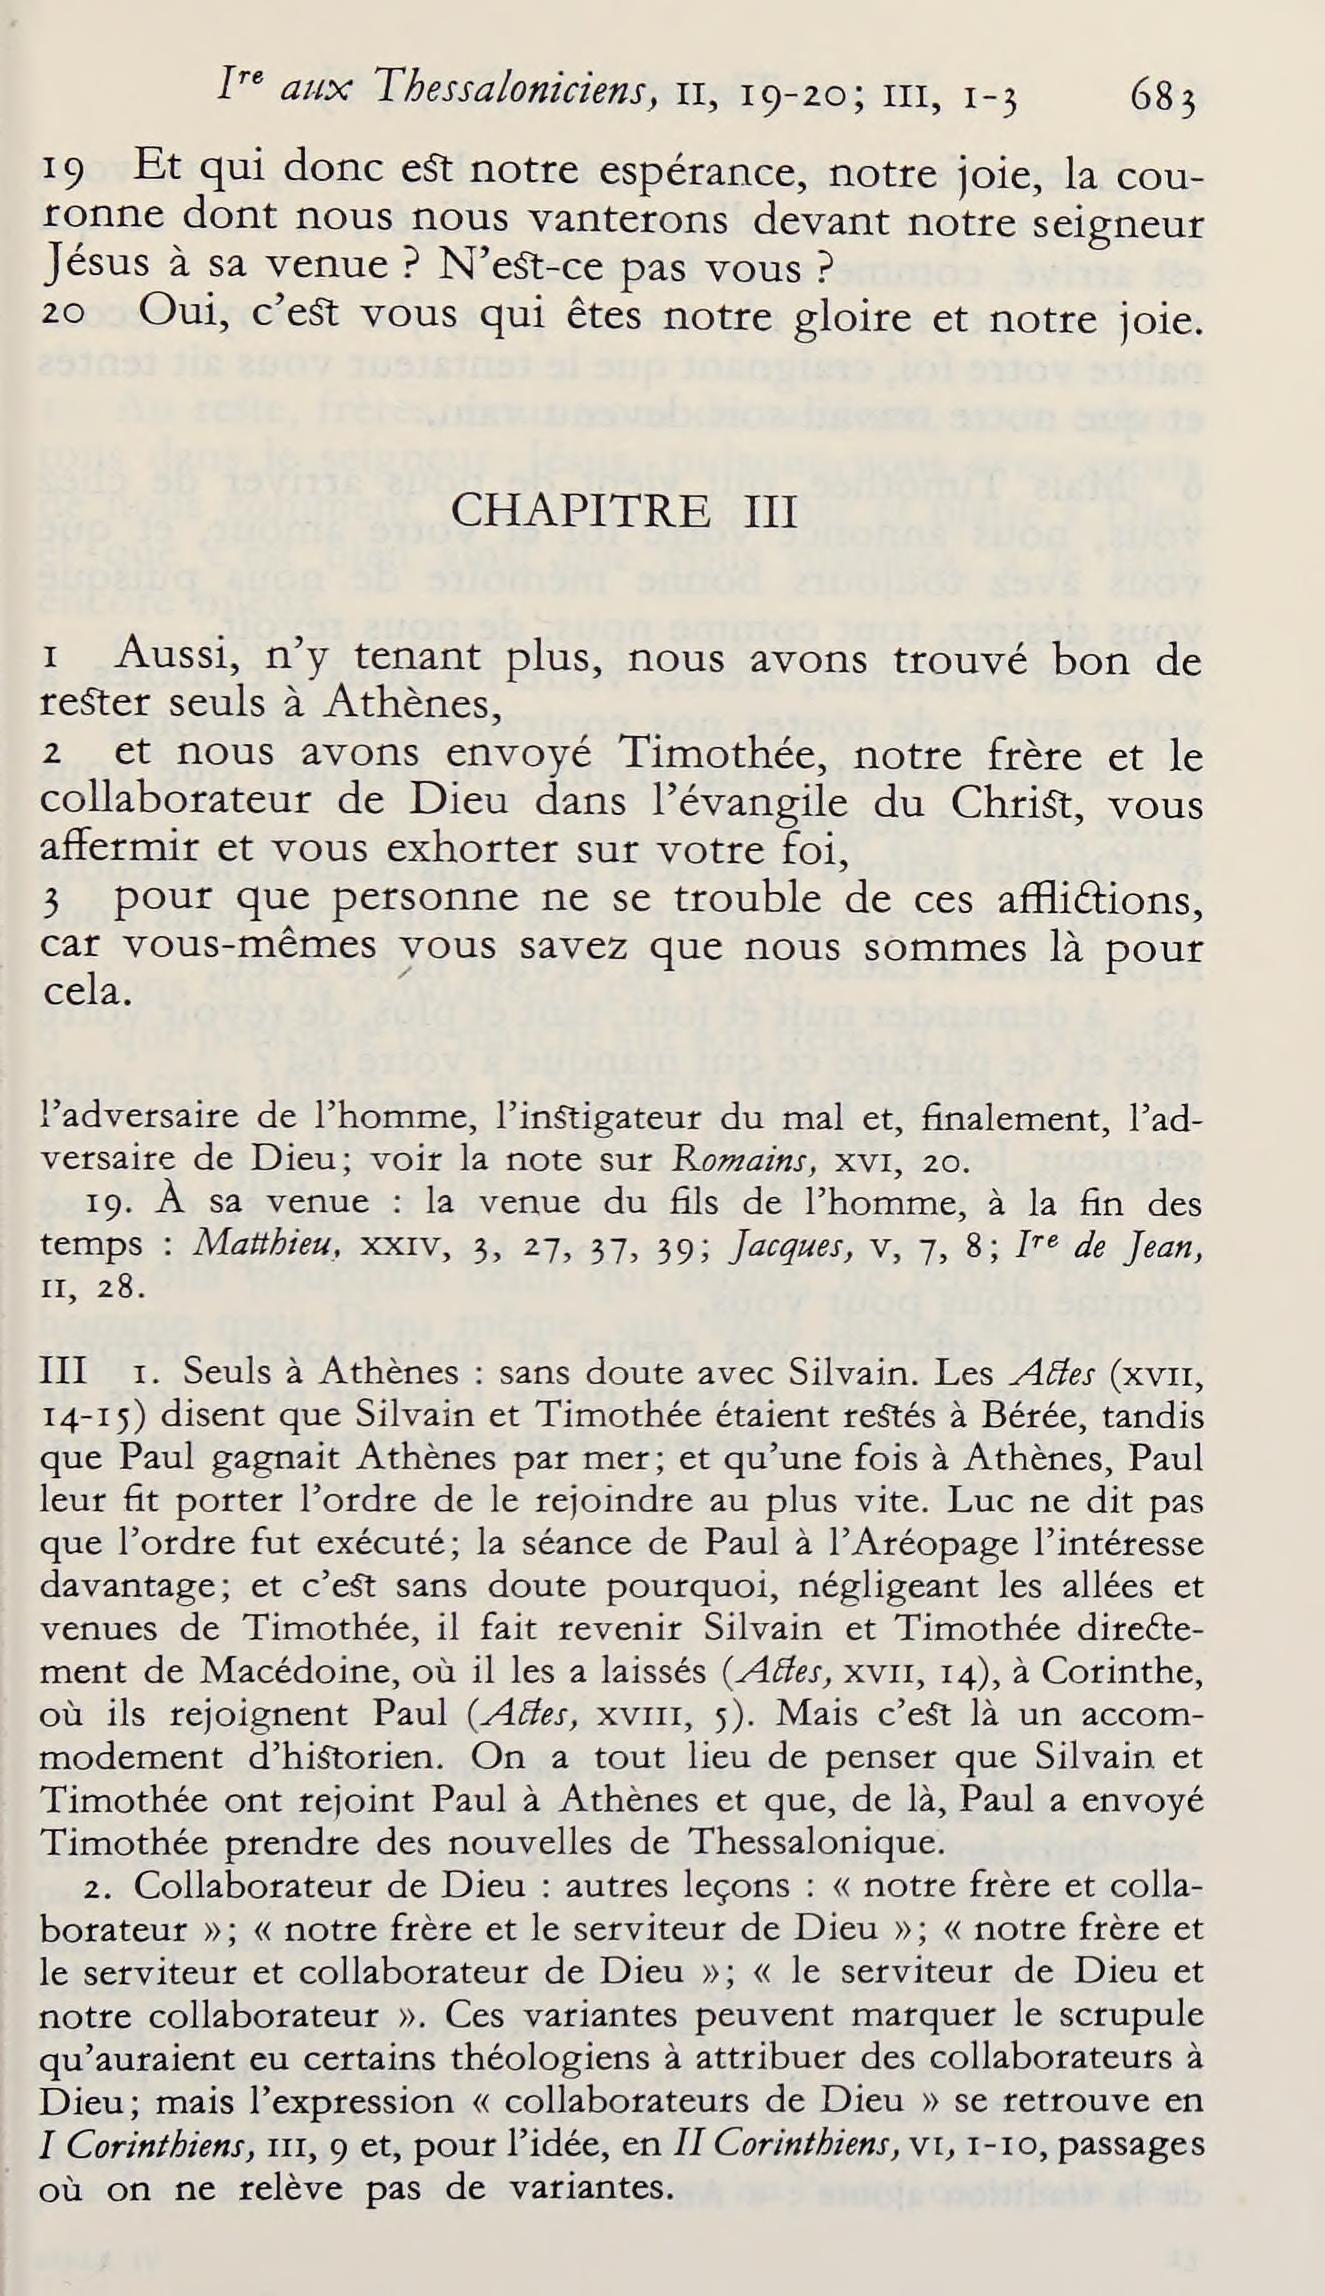 Iʳᵉ aux Thessaloniciens, II, 19-20; III, 1-3 683
19 Et qui donc est notre espérance, notre joie, la cou-
ronne dont nous nous vanterons devant notre seigneur
Jésus à sa venue ? N’est-ce pas vous ?
20 Oui, c’est vous qui êtes notre gloire et notre joie.
CHAPITRE III
1 Aussi, n’y tenant plus, nous avons trouvé bon de
rester seuls à Athènes,
2 et nous avons envoyé Timothée, notre frère et le
collaborateur de Dieu dans l’évangile du Christ, vous
affermir et vous exhorter sur votre foi,
3 pour que personne ne se trouble de ces afflictions,
car vous-mêmes vous savez que nous sommes là pour
cela.
l’adversaire de l’homme, l’instigateur du mal et, finalement, l’ad-
versaire de Dieu; voir la note sur Romains, XVI, 20.
19. À sa venue : la venue du fils de l’homme, à la fin des
temps : Matthieu, XXIV, 3, 27, 37, 39; Jacques, V, 7, 8; Iʳᵉ de Jean,
II, 28.
III 1. Seuls à Athènes : sans doute avec Silvain. Les Actes (XVII,
14-15) disent que Silvain et Timothée étaient restés à Bérée, tandis
que Paul gagnait Athènes par mer; et qu’une fois à Athènes, Paul
leur fit porter l’ordre de le rejoindre au plus vite. Luc ne dit pas
que l’ordre fut exécuté; la séance de Paul à l’Aréopage l’intéresse
davantage; et c’est sans doute pourquoi, négligeant les allées et
venues de Timothée, il fait revenir Silvain et Timothée directe-
ment de Macédoine, où il les a laissés (Actes, XVII, 14), à Corinthe,
où ils rejoignent Paul (Actes, XVIII, 5). Mais c’est là un accom-
modement d’historien. On a tout lieu de penser que Silvain et
Timothée ont rejoint Paul à Athènes et que, de là, Paul a envoyé
Timothée prendre des nouvelles de Thessalonique.
2. Collaborateur de Dieu : autres leçons : « notre frère et colla-
borateur »; « notre frère et le serviteur de Dieu »; « notre frère et
le serviteur et collaborateur de Dieu »; « le serviteur de Dieu et
notre collaborateur ». Ces variantes peuvent marquer le scrupule
qu’auraient eu certains théologiens à attribuer des collaborateurs à
Dieu; mais l’expression « collaborateurs de Dieu » se retrouve en
I Corinthiens, III, 9 et, pour l’idée, en II Corinthiens, VI, 1-10, passages
où on ne relève pas de variantes.